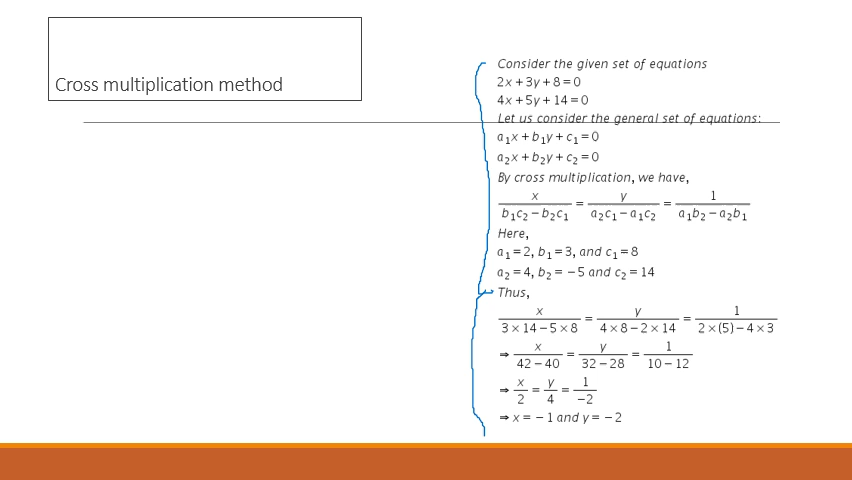 Cross multiplication method
Consider the given set of equations
2x+3y+8=0
4x+5y+14=0
Let us consider the general set of equations:
a₁x+b₁y+c₁=0
a₂x+b₂y+c₂=0
By cross multiplication, we have,
x/(b₁c₂−b₂c₁) = y/(a₂c₁−a₁c₂) = 1/(a₁b₂−a₂b₁)
Here,
a₁=2, b₁=3, and c₁=8
a₂=4, b₂= −5 and c₂=14
Thus,
x/(3×14−5×8) = y/(4×8−2×14) = 1/(2×(5)−4×3)
⇒ x/(42−40) = y/(32−28) = 1/(10−12)
⇒ x/2 = y/4 = 1/−2
⇒ x= −1 and y= −2